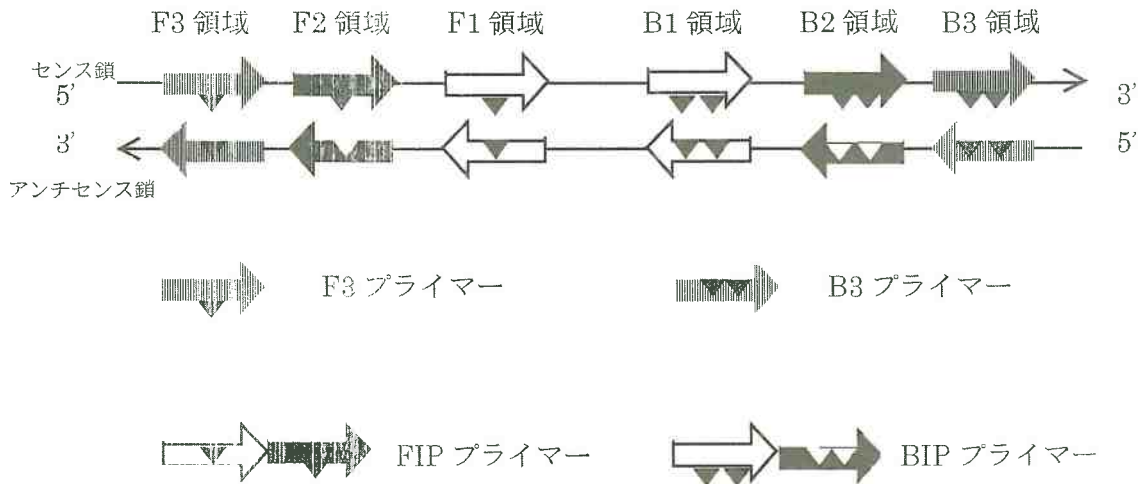 F3 領域 F2 領域 F1 領域 B1 領域 B2 領域 B3 領域
センス鎖
5' 3'
3' 5'
アンチセンス鎖
F3 プライマー B3 プライマー
FIP プライマー BIP プライマー